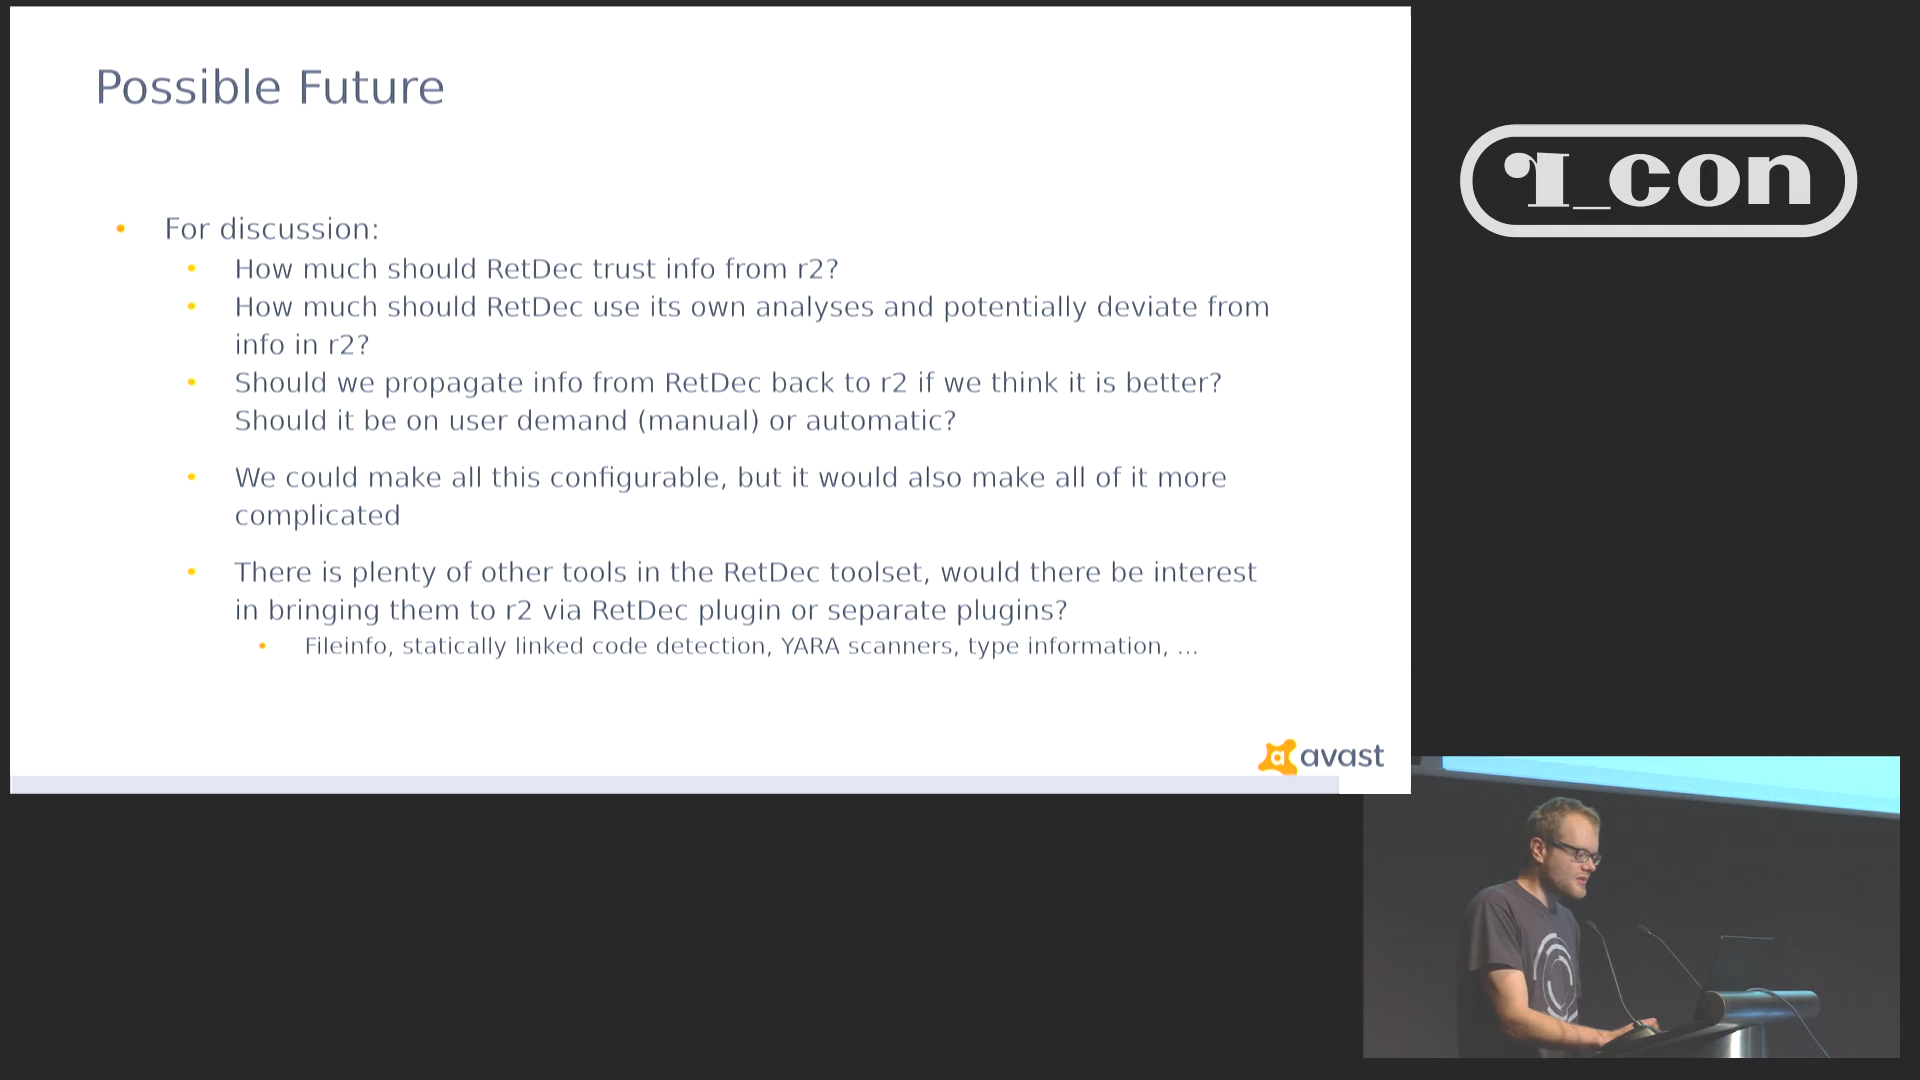 Possible Future
For discussion:
How much should RetDec trust info from r2?
How much should RetDec use its own analyses and potentially deviate from
info in r2?
Should we propagate info from RetDec back to r2 if we think it is better?
Should it be on user demand (manual) or automatic?
We could make all this configurable, but it would also make all of it more
complicated
There is plenty of other tools in the RetDec toolset, would there be interest
in bringing them to r2 via RetDec plugin or separate plugins?
Fileinfo, statically linked code detection, YARA scanners, type information, ...
avast
r_con